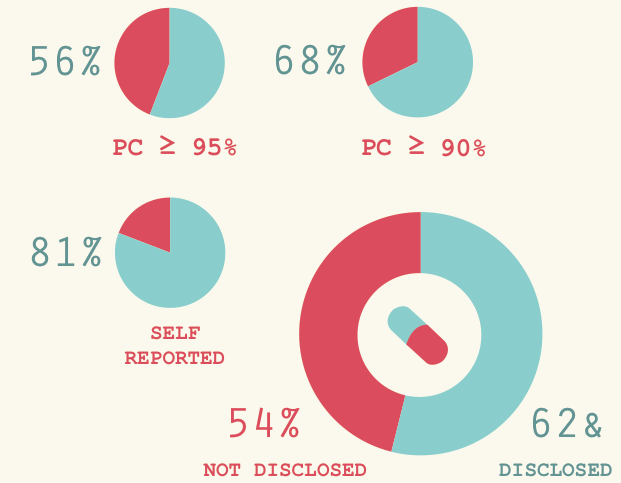 56%
68%
PC ≥ 95%
PC ≥ 90%
81%
SELF
REPORTED
54%
NOT DISCLOSED
62&
DISCLOSED